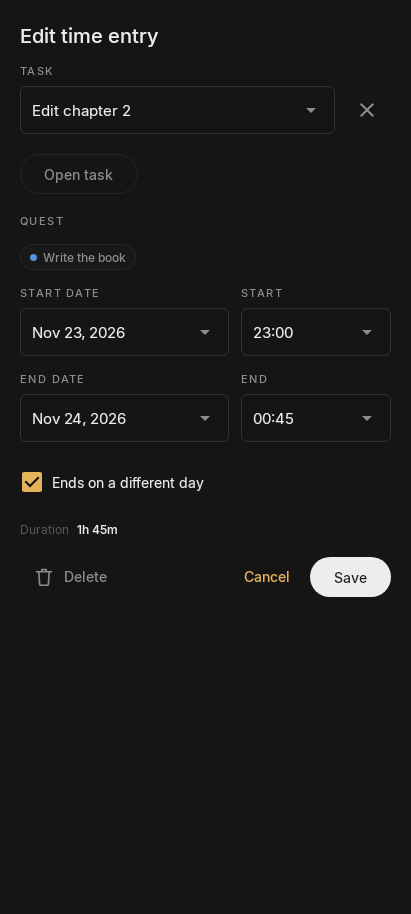 Edit time entry
TASK
Edit chapter 2
Open task
QUEST
Write the book
START DATE
START
Nov 23, 2026
23:00
END DATE
END
Nov 24, 2026
00:45
Ends on a different day
Duration 1h 45m
Delete
Cancel
Save